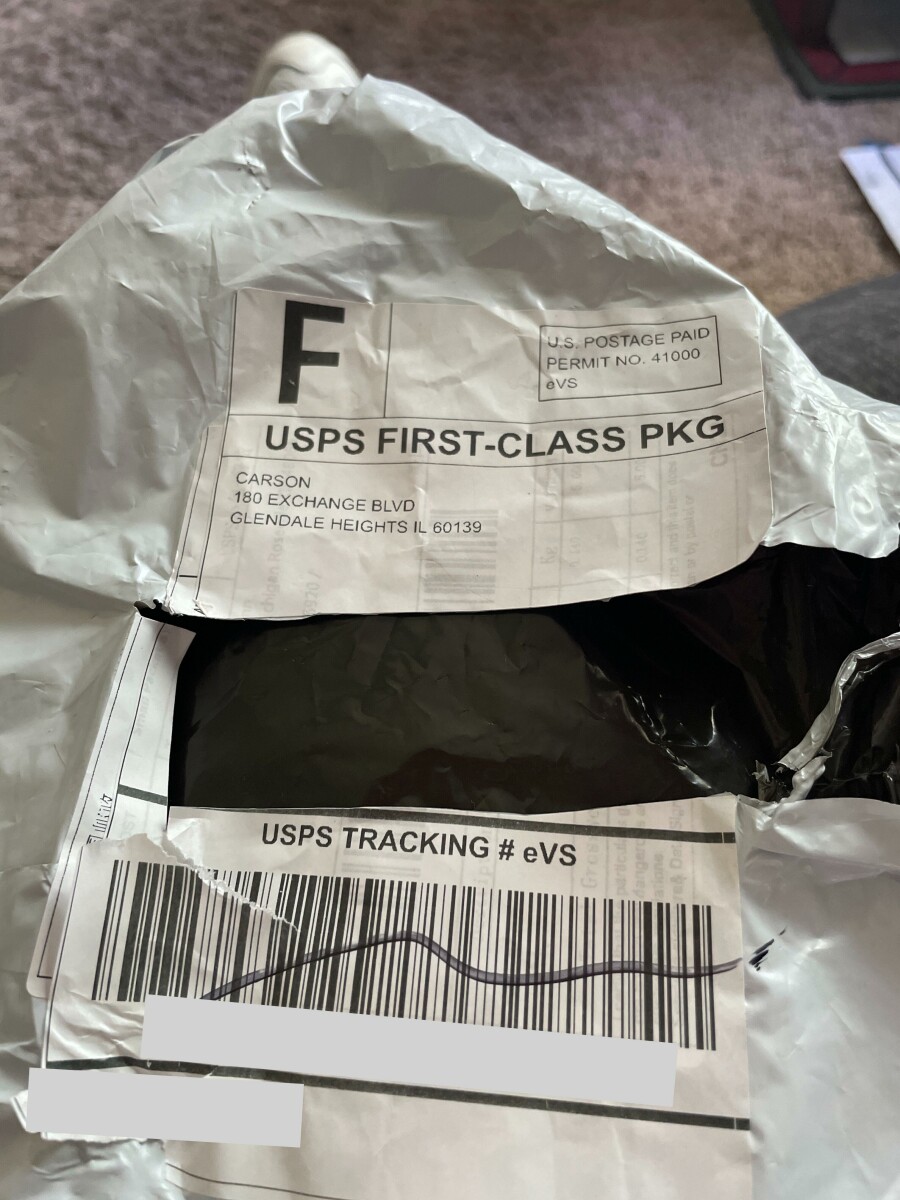 F
U.S. POSTAGE PAID
PERMIT NO. 41000
eVS
USPS FIRST-CLASS PKG
CARSON
180 EXCHANGE BLVD
GLENDALE HEIGHTS IL 60139
USPS TRACKING # eVS